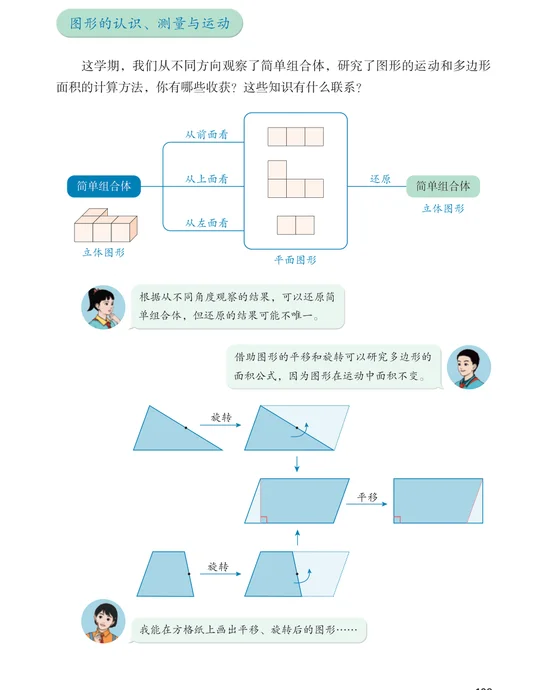 图形的认识、测量与运动
这学期，我们从不同方向观察了简单组合体，研究了图形的运动和多边形
面积的计算方法，你有哪些收获？这些知识有什么联系？
从前面看
简单组合体
从上面看
还原
简单组合体
立体图形
从左面看
立体图形
平面图形
根据从不同角度观察的结果，可以还原简
单组合体，但还原的结果可能不唯一。
借助图形的平移和旋转可以研究多边形的
面积公式，因为图形在运动中面积不变。
旋转
平移
旋转
我能在方格纸上画出平移、旋转后的图形……